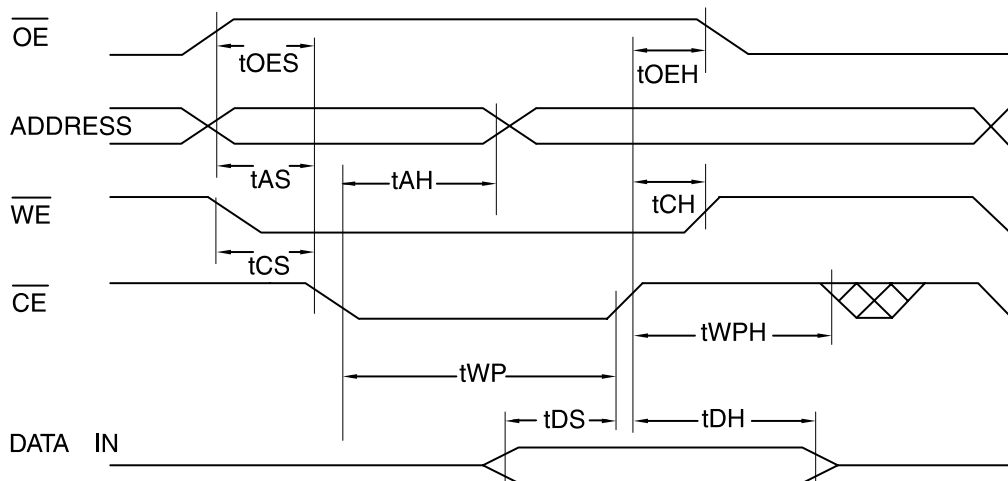 OE
tOES
tOEH
ADDRESS
tAS
tAH
tCH
WE
tCS
CE
tWPH
tWP
tDS
tDH
DATA IN